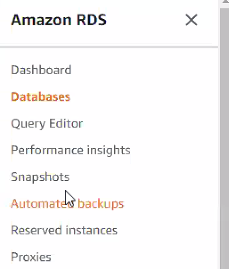 Amazon RDS
Dashboard
Databases
Query Editor
Performance insights
Snapshots
Automated backups
Reserved instances
Proxies